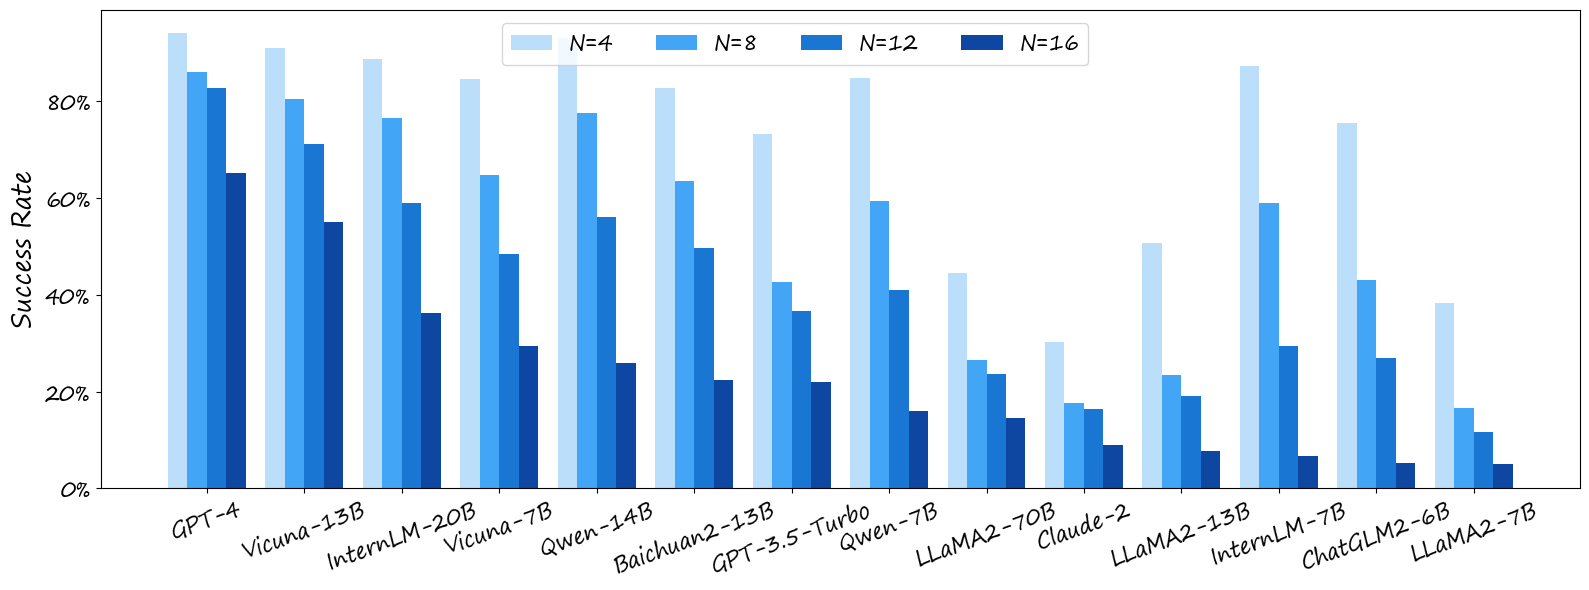 N=4 N=8 N=12 N=16
Success Rate
80%
60%
40%
20%
0%
GPT-4 Vicuna-13B InternLM-20B Vicuna-7B Qwen-14B Baichuan2-13B GPT-3.5-Turbo Qwen-7B LLaMA2-70B Claude-2 LLaMA2-13B InternLM-7B ChatGLM2-6B LLaMA2-7B